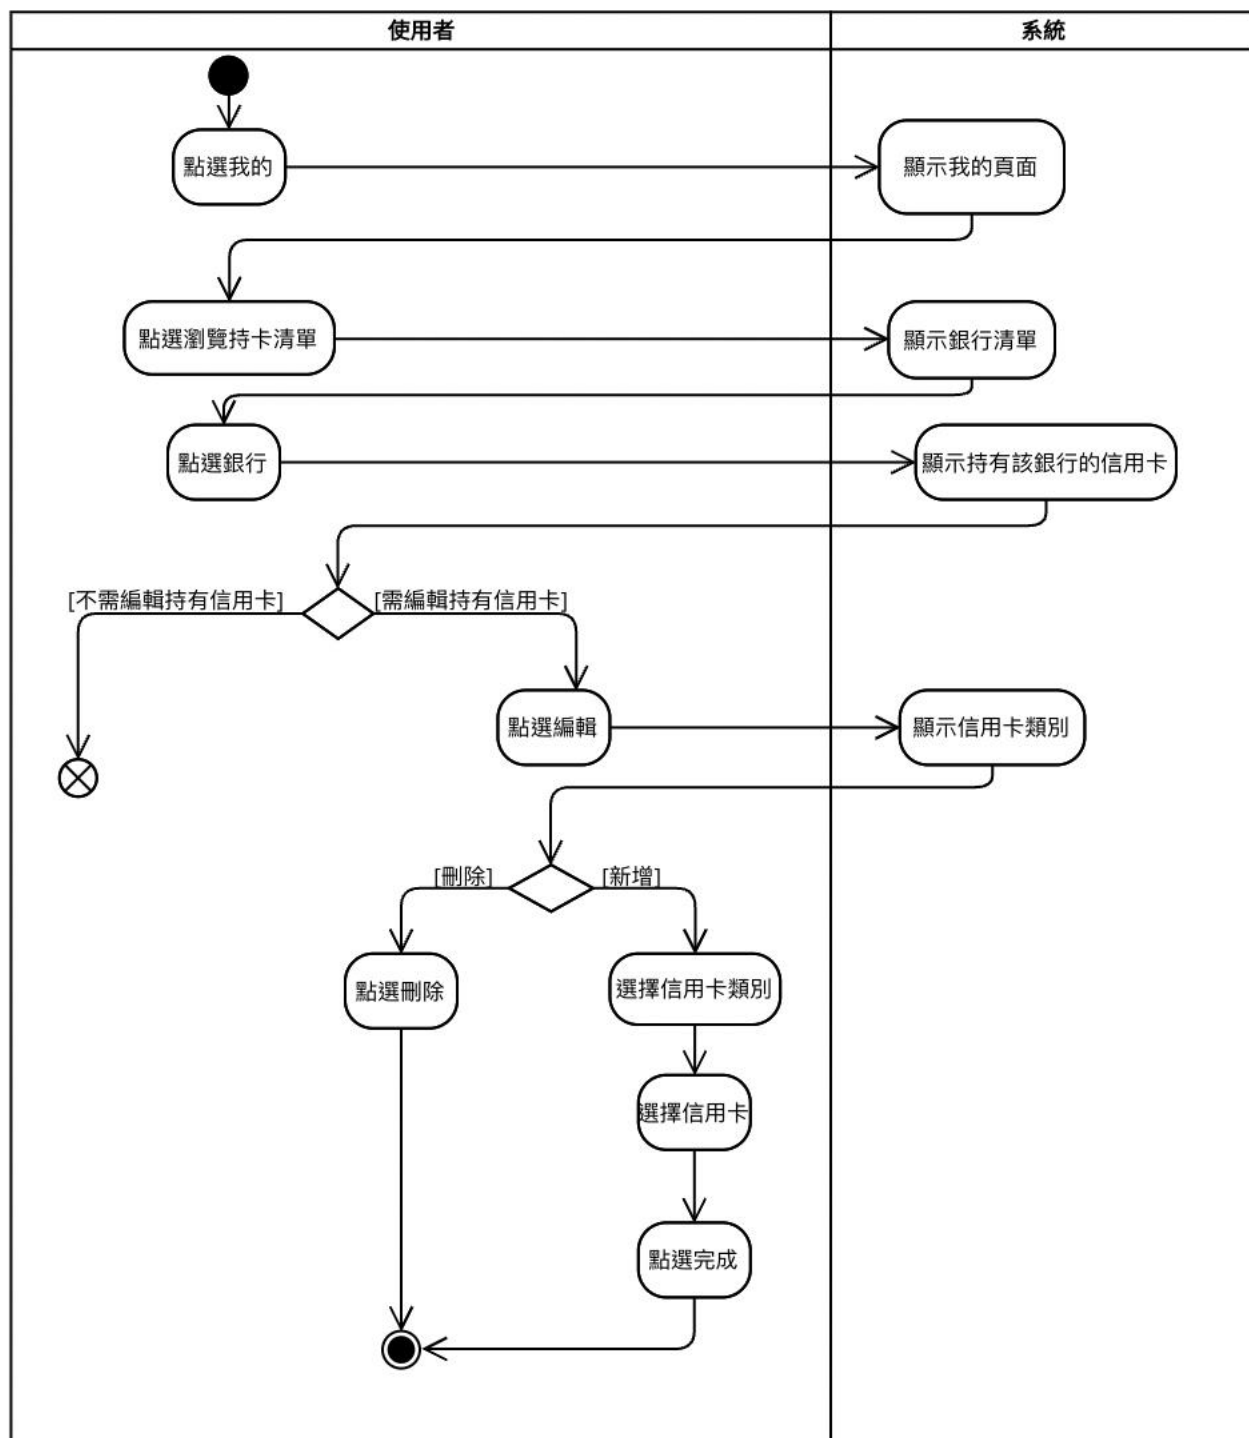 使用者
系統
點選我的
顯示我的頁面
點選瀏覽持卡清單
顯示銀行清單
點選銀行
顯示持有該銀行的信用卡
[不需編輯持有信用卡]
[需編輯持有信用卡]
點選編輯
顯示信用卡類別
[刪除]
[新增]
點選刪除
選擇信用卡類別
選擇信用卡
點選完成